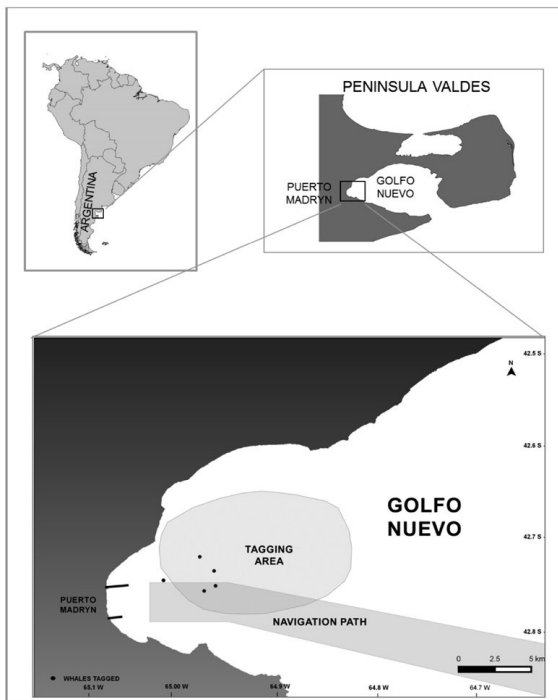 ARGENTINA
PENINSULA VALDES
PUERTO
MADRYN
GOLFO
NUEVO
42.5 S
N
42.6 S
GOLFO
NUEVO
42.7 S
TAGGING
AREA
PUERTO
MADRYN
NAVIGATION PATH
42.8 S
0 2.5 5 km
WHALES TAGGED
65.1 W
65.00 W
64.9 W
64.8 W
64.7 W